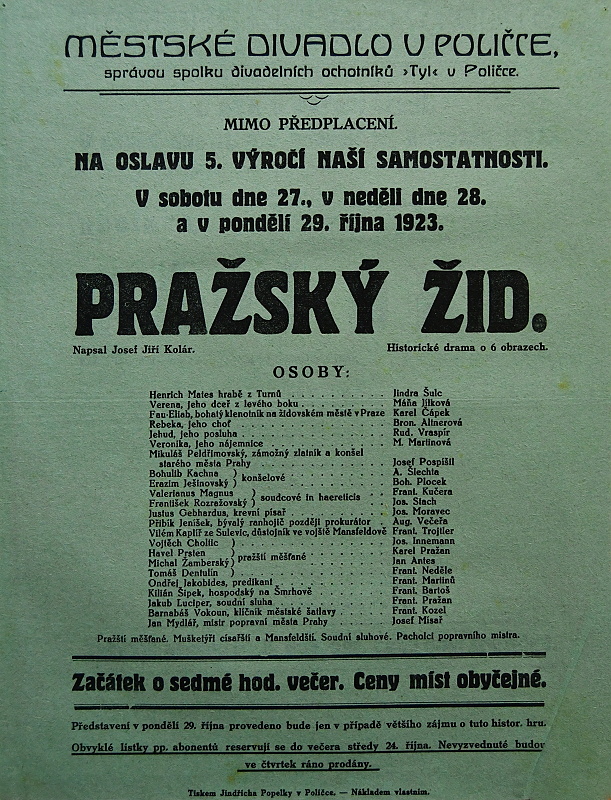 MĚSTSKÉ DIVADLO V POLIČCE,
správou spolku divadelních ochotníků »Tyl« v Poličce.
MIMO PŘEDPLACENÍ.
NA OSLAVU 5. VÝROČÍ NAŠÍ SAMOSTATNOSTI.
V sobotu dne 27., v neděli dne 28.
a v pondělí 29. října 1923.
PRAŽSKÝ ŽID.
Napsal Josef Jiří Kolár. Historické drama o 6 obrazech.
OSOBY:
Henrich Mates hrabě z Turnů . . . . . . . . . . Jindra Šulc
Verena, jeho dceř z levého boku . . . . . . . . . Máňa Jílková
Fau-Eliab, bohatý klenotník na židovském městě v Praze Karel Čápek
Rebeka, jeho choť . . . . . . . . . . Bron. Allnerová
Jehud, jeho posluha . . . . . . . . . . Rud. Vraspír
Veronika, jeho nájemnice . . . . . . . . . . M. Martinová
Mikuláš Peldřimovský, zámožný zlatník a konšel
starého města Prahy . . . . . . . . . . Josef Pospíšil
Bohulib Kachna } konšelové . . . . . . . . A. Šlechta
Erazim Ješinovský } Boh. Plocek
Valerianus Magnus } soudcové in haereticis . . . Frant. Kučera
František Rozražovský } Jos. Stach
Justus Gebhardus, krevní písař . . . . . . . . Jos. Moravec
Přibík Jeníšek, bývalý ranhojič později prokurátor . . Aug. Večeřa
Vilém Kaplíř ze Sulevic, důstojník ve vojště Mansfeldově Frant. Trojtler
Vojtěch Chollic } Jos. Innemann
Havel Prsten } pražští měšťané . . . . . . Karel Pražan
Michal Žamberský } Jan Antes
Tomáš Dentulin } Frant. Neděle
Ondřej Jakobides, predikant . . . . . . . . Frant. Martinů
Kilián Šípek, hospodský na Šmrhově . . . . . . Frant. Bartoš
Jakub Luciper, soudní sluha . . . . . . . . Frant. Pražan
Barnabáš Vokoun, klíčník městské šatlavy . . . . . Frant. Kozel
Jan Mydlář, mistr popravní města Prahy . . . . . Josef Misař
Pražští měšťané. Mušketýři císařští a Mansfeldští. Soudní sluhové. Pacholci popravního mistra.
Začátek o sedmé hod. večer. Ceny míst obyčejné.
Představení v pondělí 29. října provedeno bude jen v případě většího zájmu o tuto histor. hru.
Obvyklé lístky pp. abonentů reservují se do večera středy 24. října. Nevyzvednuté budou
ve čtvrtek ráno prodány.
Tiskem Jindřicha Popelky v Poličce. — Nákladem vlastním.